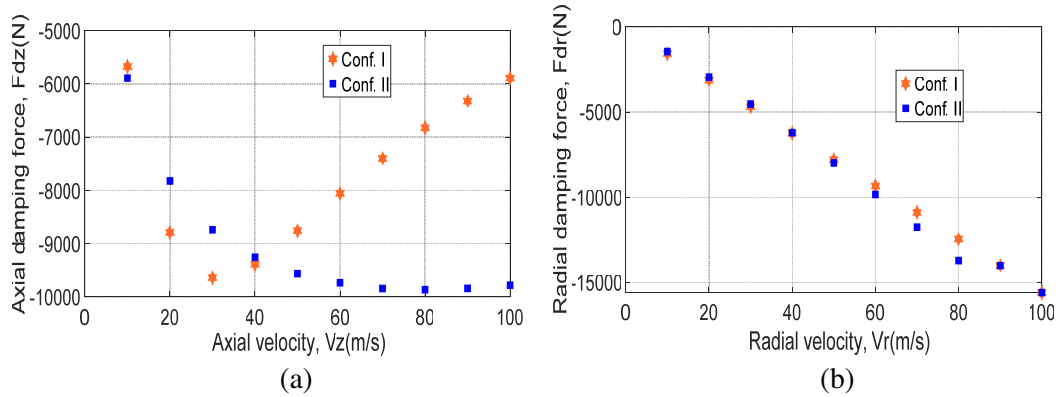 Axial damping force, Fdz(N)
-5000
-6000
-7000
-8000
-9000
-10000
0
20
40
60
80
100
Conf. I
Conf. II
Axial velocity, Vz(m/s)
(a)
Radial damping force, Fdr(N)
0
-5000
-10000
-15000
0
20
40
60
80
100
Conf. I
Conf. II
Radial velocity, Vr(m/s)
(b)